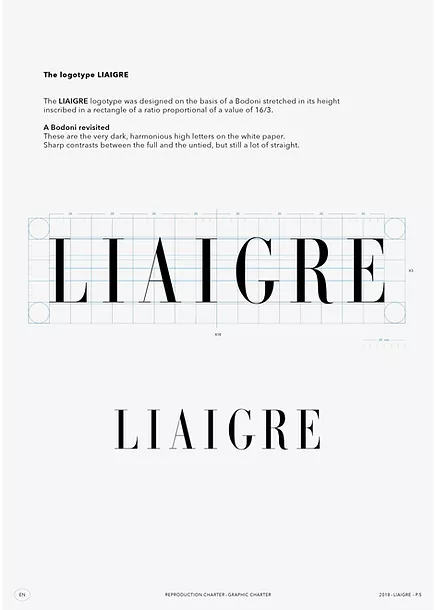 The logotype LIAIGRE
The LIAIGRE logotype was designed on the basis of a Bodoni stretched in its height
inscribed in a rectangle of a ratio proportional of a value of 16/3.
A Bodoni revisited
These are the very dark, harmonious high letters on the white paper.
Sharp contrasts between the full and the untied, but still a lot of straight.
LIAIGRE
LIAIGRE
EN
REPRODUCTION CHARTER - GRAPHIC CHARTER
2018 - LIAIGRE - P.5